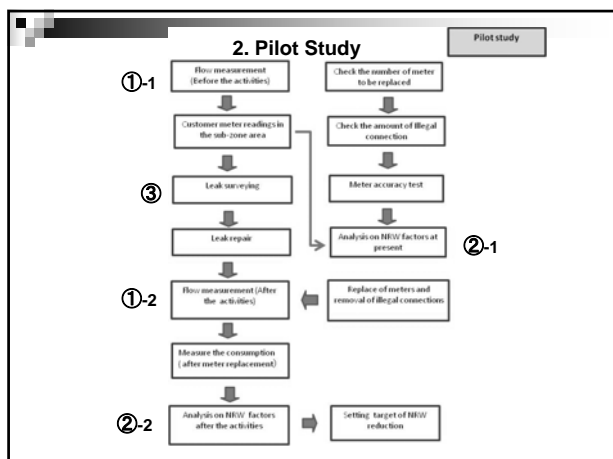 2. Pilot Study
Pilot study
①-1
Flow measurement
(Before the activities)
Check the number of meter
to be replaced
Customer meter readings in
the sub-zone area
Check the amount of illegal
connection
③
Leak surveying
Meter accuracy test
Leak repair
Analysis on NRW factors at
present
②-1
①-2
Flow measurement (After
the activities)
Replace of meters and
removal of illegal connections
Measure the consumption
(after meter replacement)
②-2
Analysis on NRW factors
after the activities
Setting target of NRW
reduction